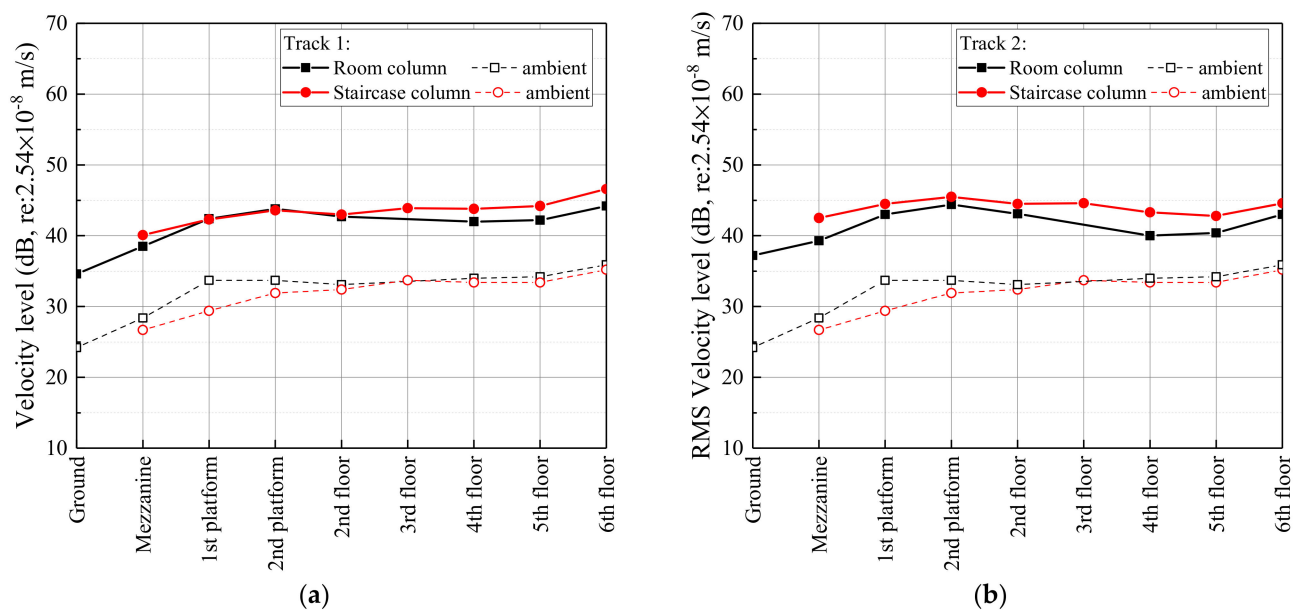 Velocity level (dB, re:2.54×10⁻⁸ m/s)
70
60
50
40
30
20
10
Track 1:
Room column
ambient
Staircase column
ambient
Ground
Mezzanine
1st platform
2nd platform
2nd floor
3rd floor
4th floor
5th floor
6th floor
(a)
RMS Velocity level (dB, re:2.54×10⁻⁸ m/s)
70
60
50
40
30
20
10
Track 2:
Room column
ambient
Staircase column
ambient
Ground
Mezzanine
1st platform
2nd platform
2nd floor
3rd floor
4th floor
5th floor
6th floor
(b)